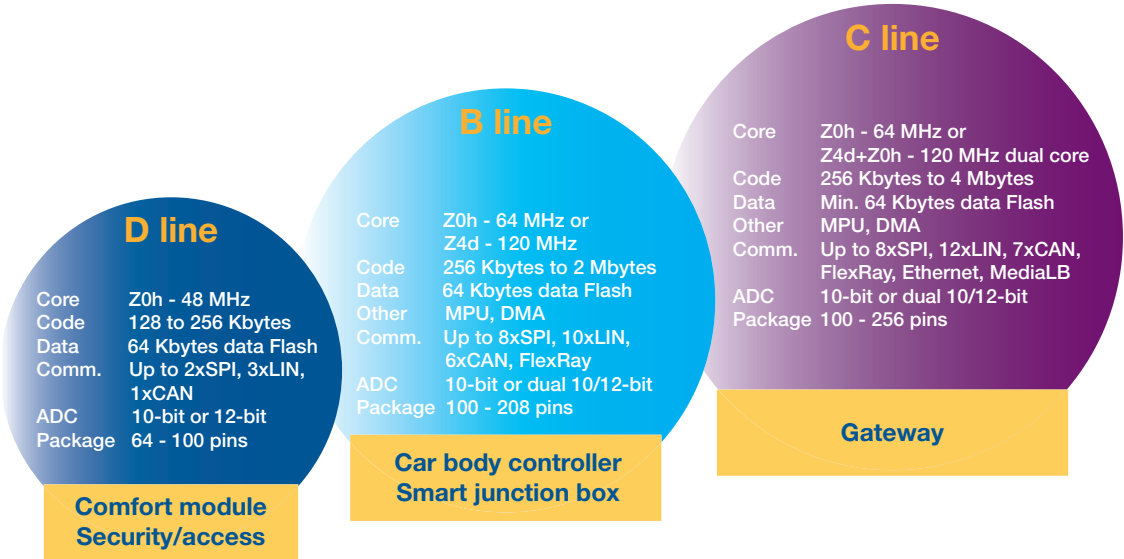 D line
Core Z0h - 48 MHz
Code 128 to 256 Kbytes
Data 64 Kbytes data Flash
Comm. Up to 2xSPI, 3xLIN,
1xCAN
ADC 10-bit or 12-bit
Package 64 - 100 pins
Comfort module
Security/access
B line
Core Z0h - 64 MHz or
Z4d - 120 MHz
Code 256 Kbytes to 2 Mbytes
Data 64 Kbytes data Flash
Other MPU, DMA
Comm. Up to 8xSPI, 10xLIN,
6xCAN, FlexRay
ADC 10-bit or dual 10/12-bit
Package 100 - 208 pins
Car body controller
Smart junction box
C line
Core Z0h - 64 MHz or
Z4d+Z0h - 120 MHz dual core
Code 256 Kbytes to 4 Mbytes
Data Min. 64 Kbytes data Flash
Other MPU, DMA
Comm. Up to 8xSPI, 12xLIN, 7xCAN,
FlexRay, Ethernet, MediaLB
ADC 10-bit or dual 10/12-bit
Package 100 - 256 pins
Gateway